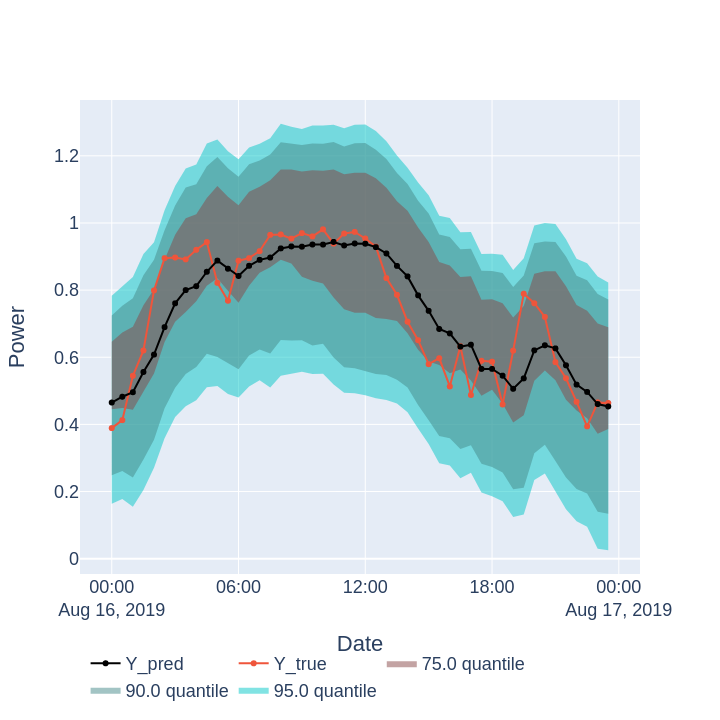 1.2
1
0.8
0.6
0.4
0.2
0
Power
00:00 06:00 12:00 18:00 00:00
Aug 16, 2019 Aug 17, 2019
Date
Y_pred Y_true 75.0 quantile
90.0 quantile 95.0 quantile